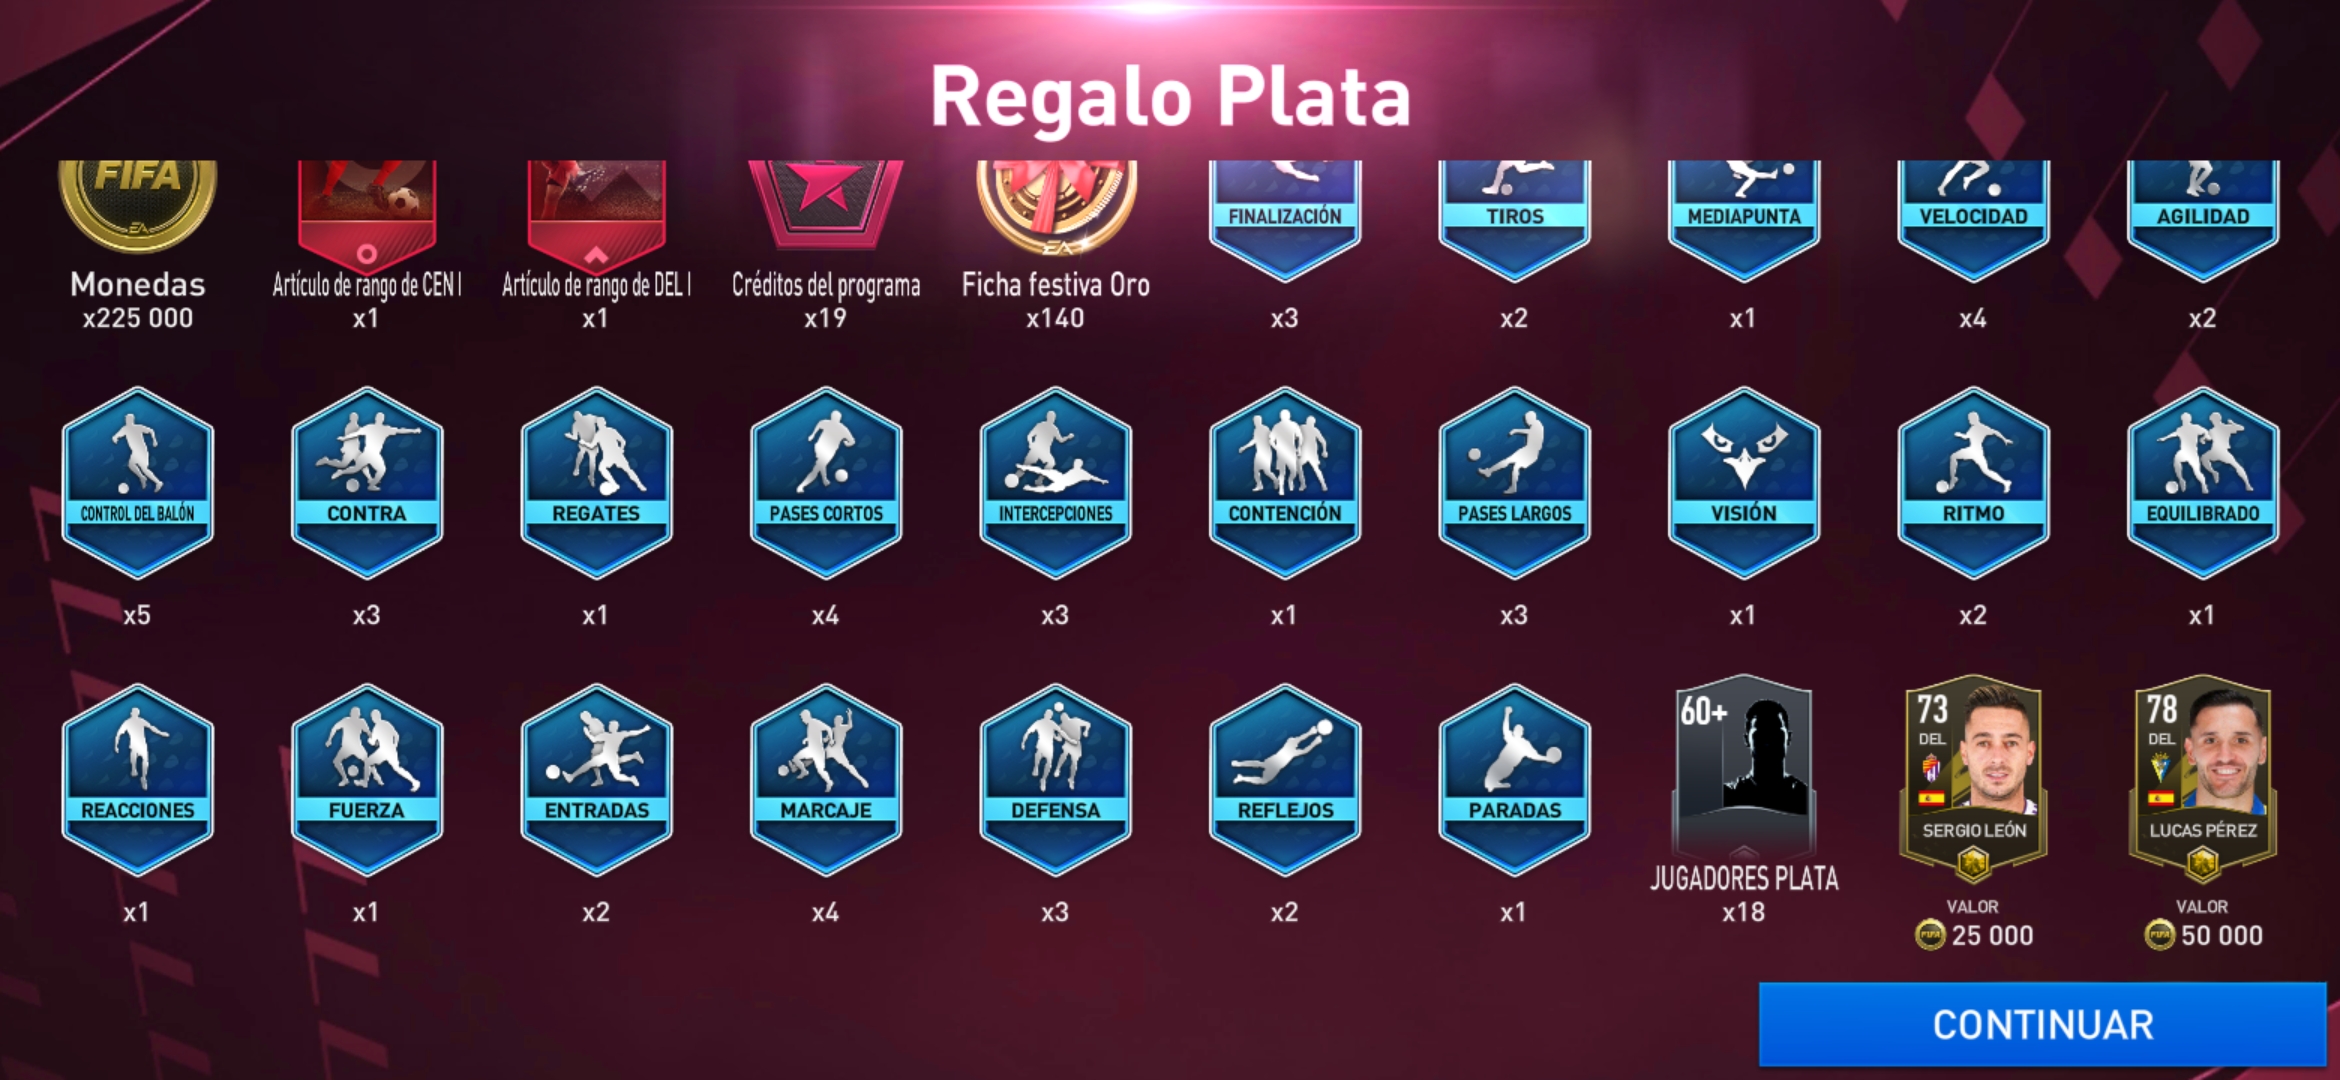 Regalo Plata
FIFA
EA
EA
FINALIZACIÓN
TIROS
MEDIAPUNTA
VELOCIDAD
AGILIDAD
Monedas
Artículo de rango de CEN I
Artículo de rango de DEL I
Créditos del programa
Ficha festiva Oro
x225 000
x1
x1
x19
x140
x3
x2
x1
x4
x2
CONTROL DEL BALÓN
CONTRA
REGATES
PASES CORTOS
INTERCEPCIONES
CONTENCIÓN
PASES LARGOS
VISIÓN
RITMO
EQUILIBRADO
x5
x3
x1
x4
x3
x1
x3
x1
x2
x1
REACCIONES
FUERZA
ENTRADAS
MARCAJE
DEFENSA
REFLEJOS
PARADAS
x1
x1
x2
x4
x3
x2
x1
60+
JUGADORES PLATA
x18
73
DEL
SERGIO LEÓN
VALOR
FIFA 25 000
78
DEL
LUCAS PÉREZ
VALOR
FIFA 50 000
CONTINUAR